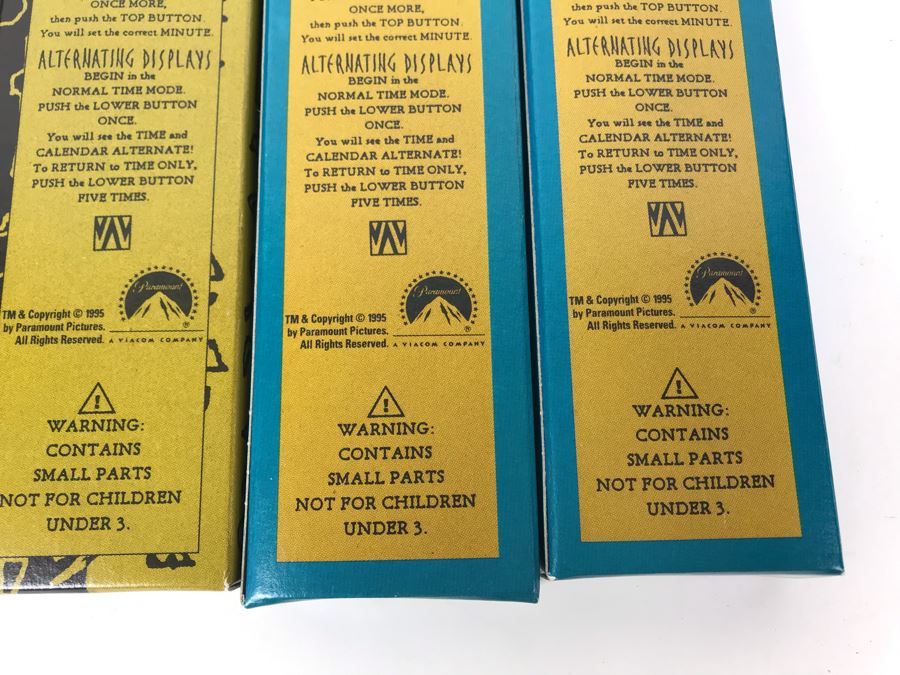 ONCE MORE,
then push the TOP BUTTON.
You will set the correct MINUTE.
ALTERNATING DISPLAYS
BEGIN in the
NORMAL TIME MODE.
PUSH the LOWER BUTTON
ONCE.
You will see the TIME and
CALENDAR ALTERNATE!
To RETURN to TIME ONLY,
PUSH the LOWER BUTTON
FIVE TIMES.
Paramount
®
TM & Copyright © 1995
by Paramount Pictures.
All Rights Reserved.
A VIACOM COMPANY
WARNING:
CONTAINS
SMALL PARTS
NOT FOR CHILDREN
UNDER 3.
ONCE MORE,
then push the TOP BUTTON.
You will set the correct MINUTE.
ALTERNATING DISPLAYS
BEGIN in the
NORMAL TIME MODE.
PUSH the LOWER BUTTON
ONCE.
You will see the TIME and
CALENDAR ALTERNATE!
To RETURN to TIME ONLY,
PUSH the LOWER BUTTON
FIVE TIMES.
Paramount
®
TM & Copyright © 1995
by Paramount Pictures.
All Rights Reserved.
A VIACOM COMPANY
WARNING:
CONTAINS
SMALL PARTS
NOT FOR CHILDREN
UNDER 3.
then push the TOP BUTTON.
You will set the correct MINUTE.
ALTERNATING DISPLAYS
BEGIN in the
NORMAL TIME MODE.
PUSH the LOWER BUTTON
ONCE.
You will see the TIME and
CALENDAR ALTERNATE!
To RETURN to TIME ONLY,
PUSH the LOWER BUTTON
FIVE TIMES.
Paramount
®
TM & Copyright © 1995
by Paramount Pictures.
All Rights Reserved.
A VIACOM COMPANY
WARNING:
CONTAINS
SMALL PARTS
NOT FOR CHILDREN
UNDER 3.